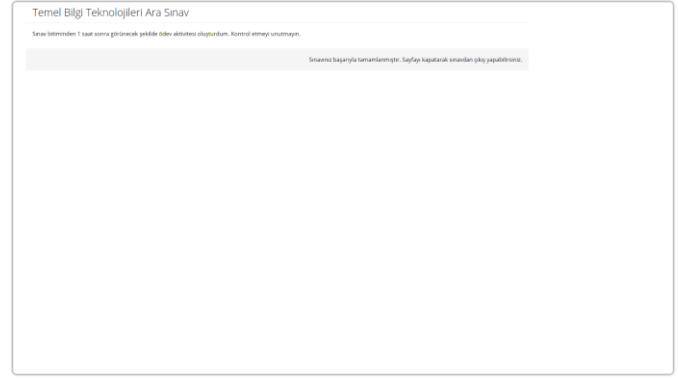 Temel Bilgi Teknolojileri Ara Sınav
Sınav bitiminden 1 saat sonra görünecek şekilde ödev aktivitesi oluşturdum. Kontrol etmeyi unutmayın.
Sınavınız başarıyla tamamlanmıştır. Sayfayı kapatarak sınavdan çıkış yapabilirsiniz.